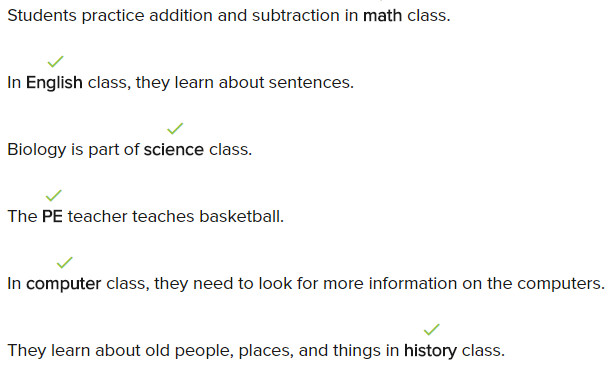 Students practice addition and subtraction in math class.
In English class, they learn about sentences.
Biology is part of science class.
The PE teacher teaches basketball.
In computer class, they need to look for more information on the computers.
They learn about old people, places, and things in history class.